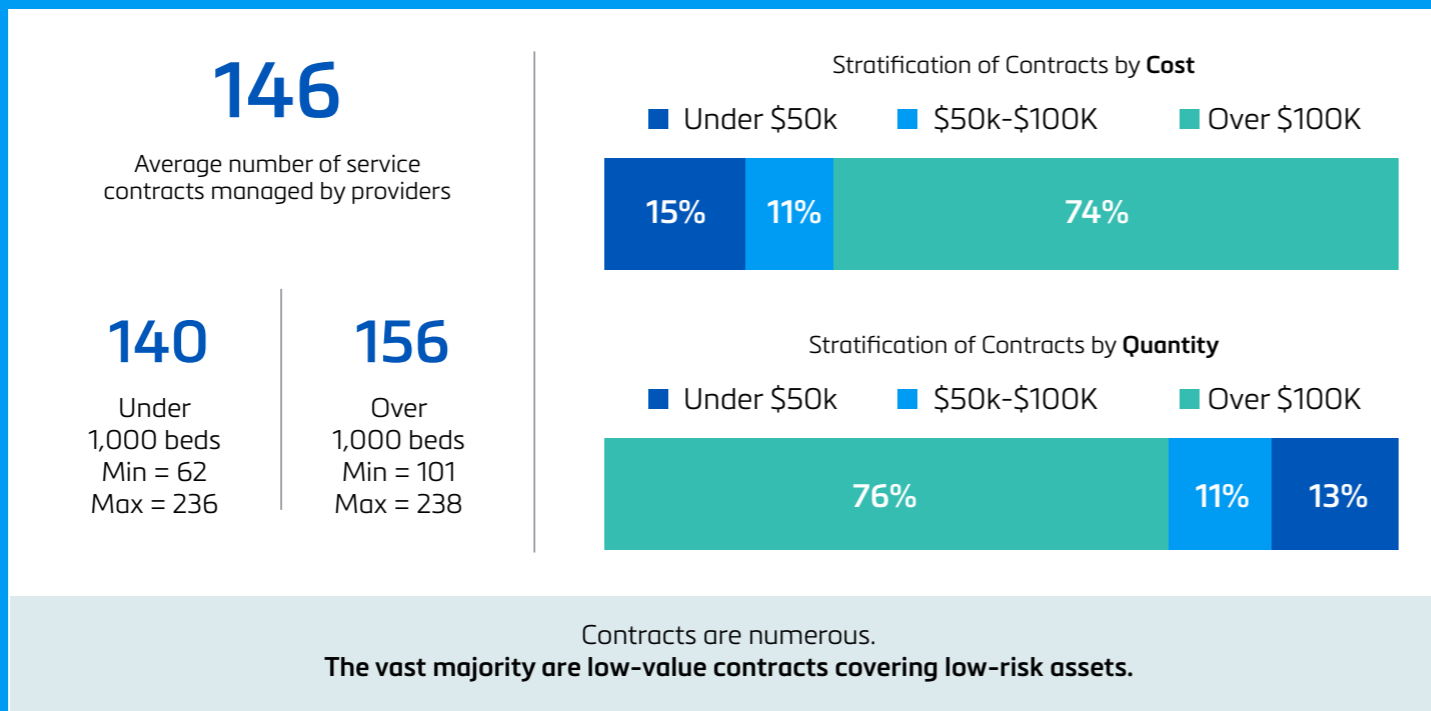 146
Average number of service
contracts managed by providers
140
Under
1,000 beds
Min = 62
Max = 236
156
Over
1,000 beds
Min = 101
Max = 238
Stratification of Contracts by Cost
Under $50k $50k-$100K Over $100K
15% 11% 74%
Stratification of Contracts by Quantity
Under $50k $50k-$100K Over $100K
76% 11% 13%
Contracts are numerous.
The vast majority are low-value contracts covering low-risk assets.